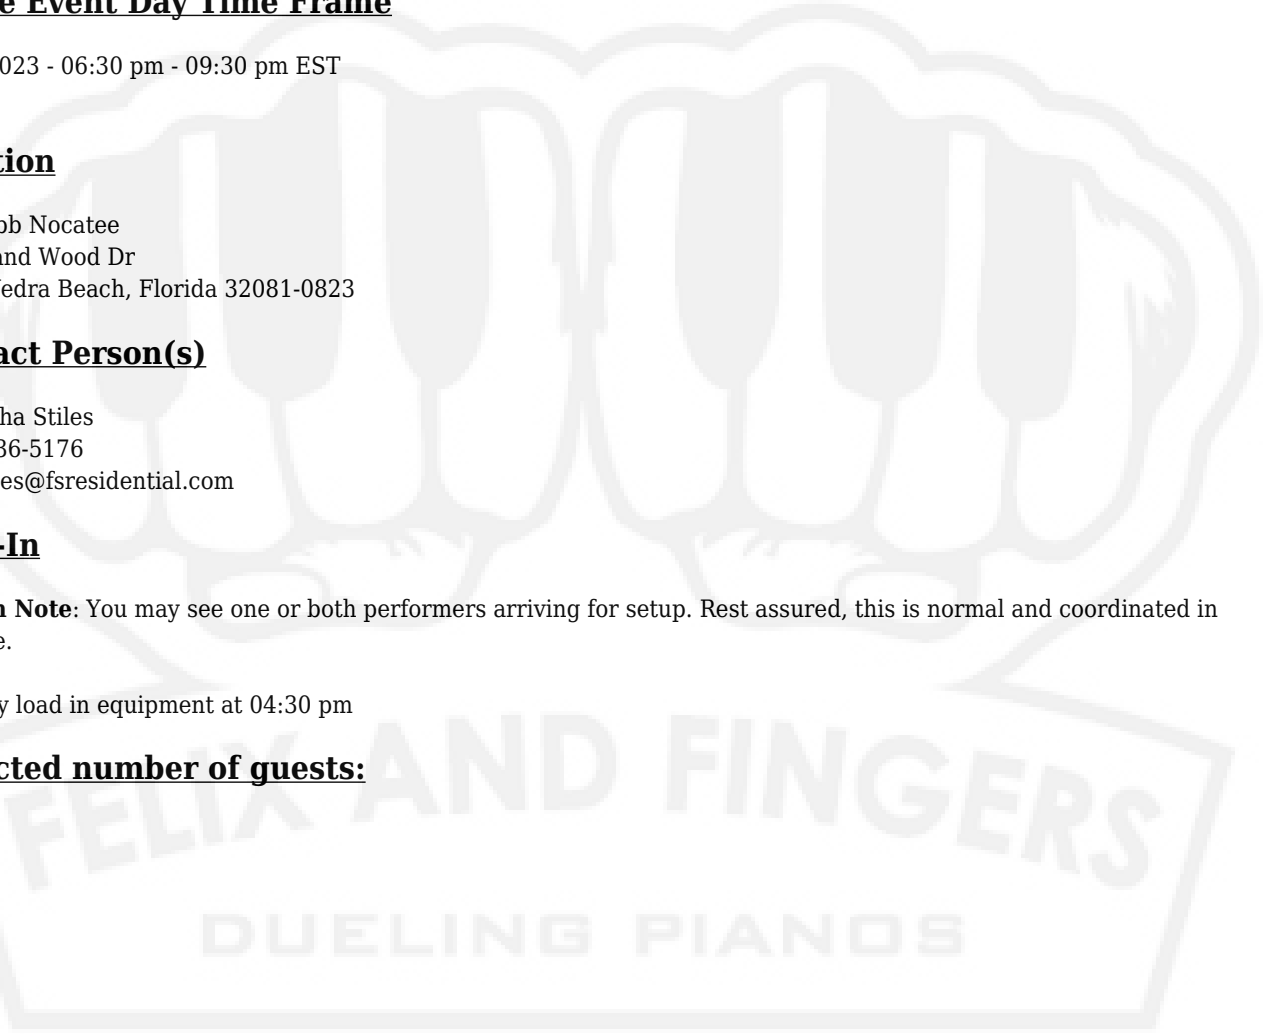 e Event Day Time Frame
023 - 06:30 pm - 09:30 pm EST
tion
bb Nocatee
and Wood Dr
Vedra Beach, Florida 32081-0823
act Person(s)
ha Stiles
36-5176
es@fsresidential.com
-In
n Note: You may see one or both performers arriving for setup. Rest assured, this is normal and coordinated in
e.
y load in equipment at 04:30 pm
cted number of guests:
FELIX AND FINGERS
DUELING PIANOS